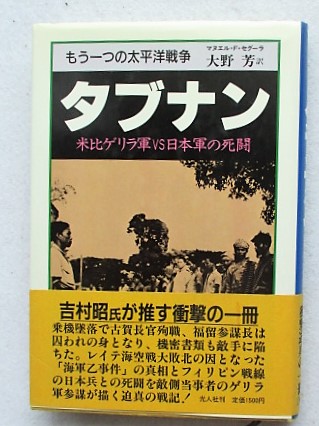 もう一つの太平洋戦争
マヌエル・F・セグーラ
大野 芳訳
タブナン
米比ゲリラ軍VS日本軍の死闘
吉村昭氏が推す衝撃の一冊
乗機墜落で古賀長官殉職、福留参謀長は
囚われの身となり、機密書類も敵手に陥
ちた。レイテ海空戦大敗北の因となった
「海軍乙事件」の真相とフィリピン戦線
の日本兵との死闘を敵側当事者のゲリラ
軍参謀が描く迫真の戦記!
光人社刊 定価1500円